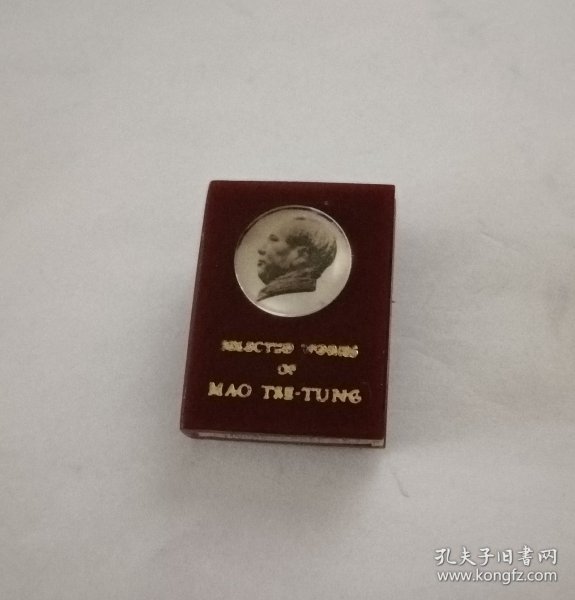 SELECTED WORKS
OF
MAO TSE-TUNG
孔夫子旧书网
www.kongfz.com